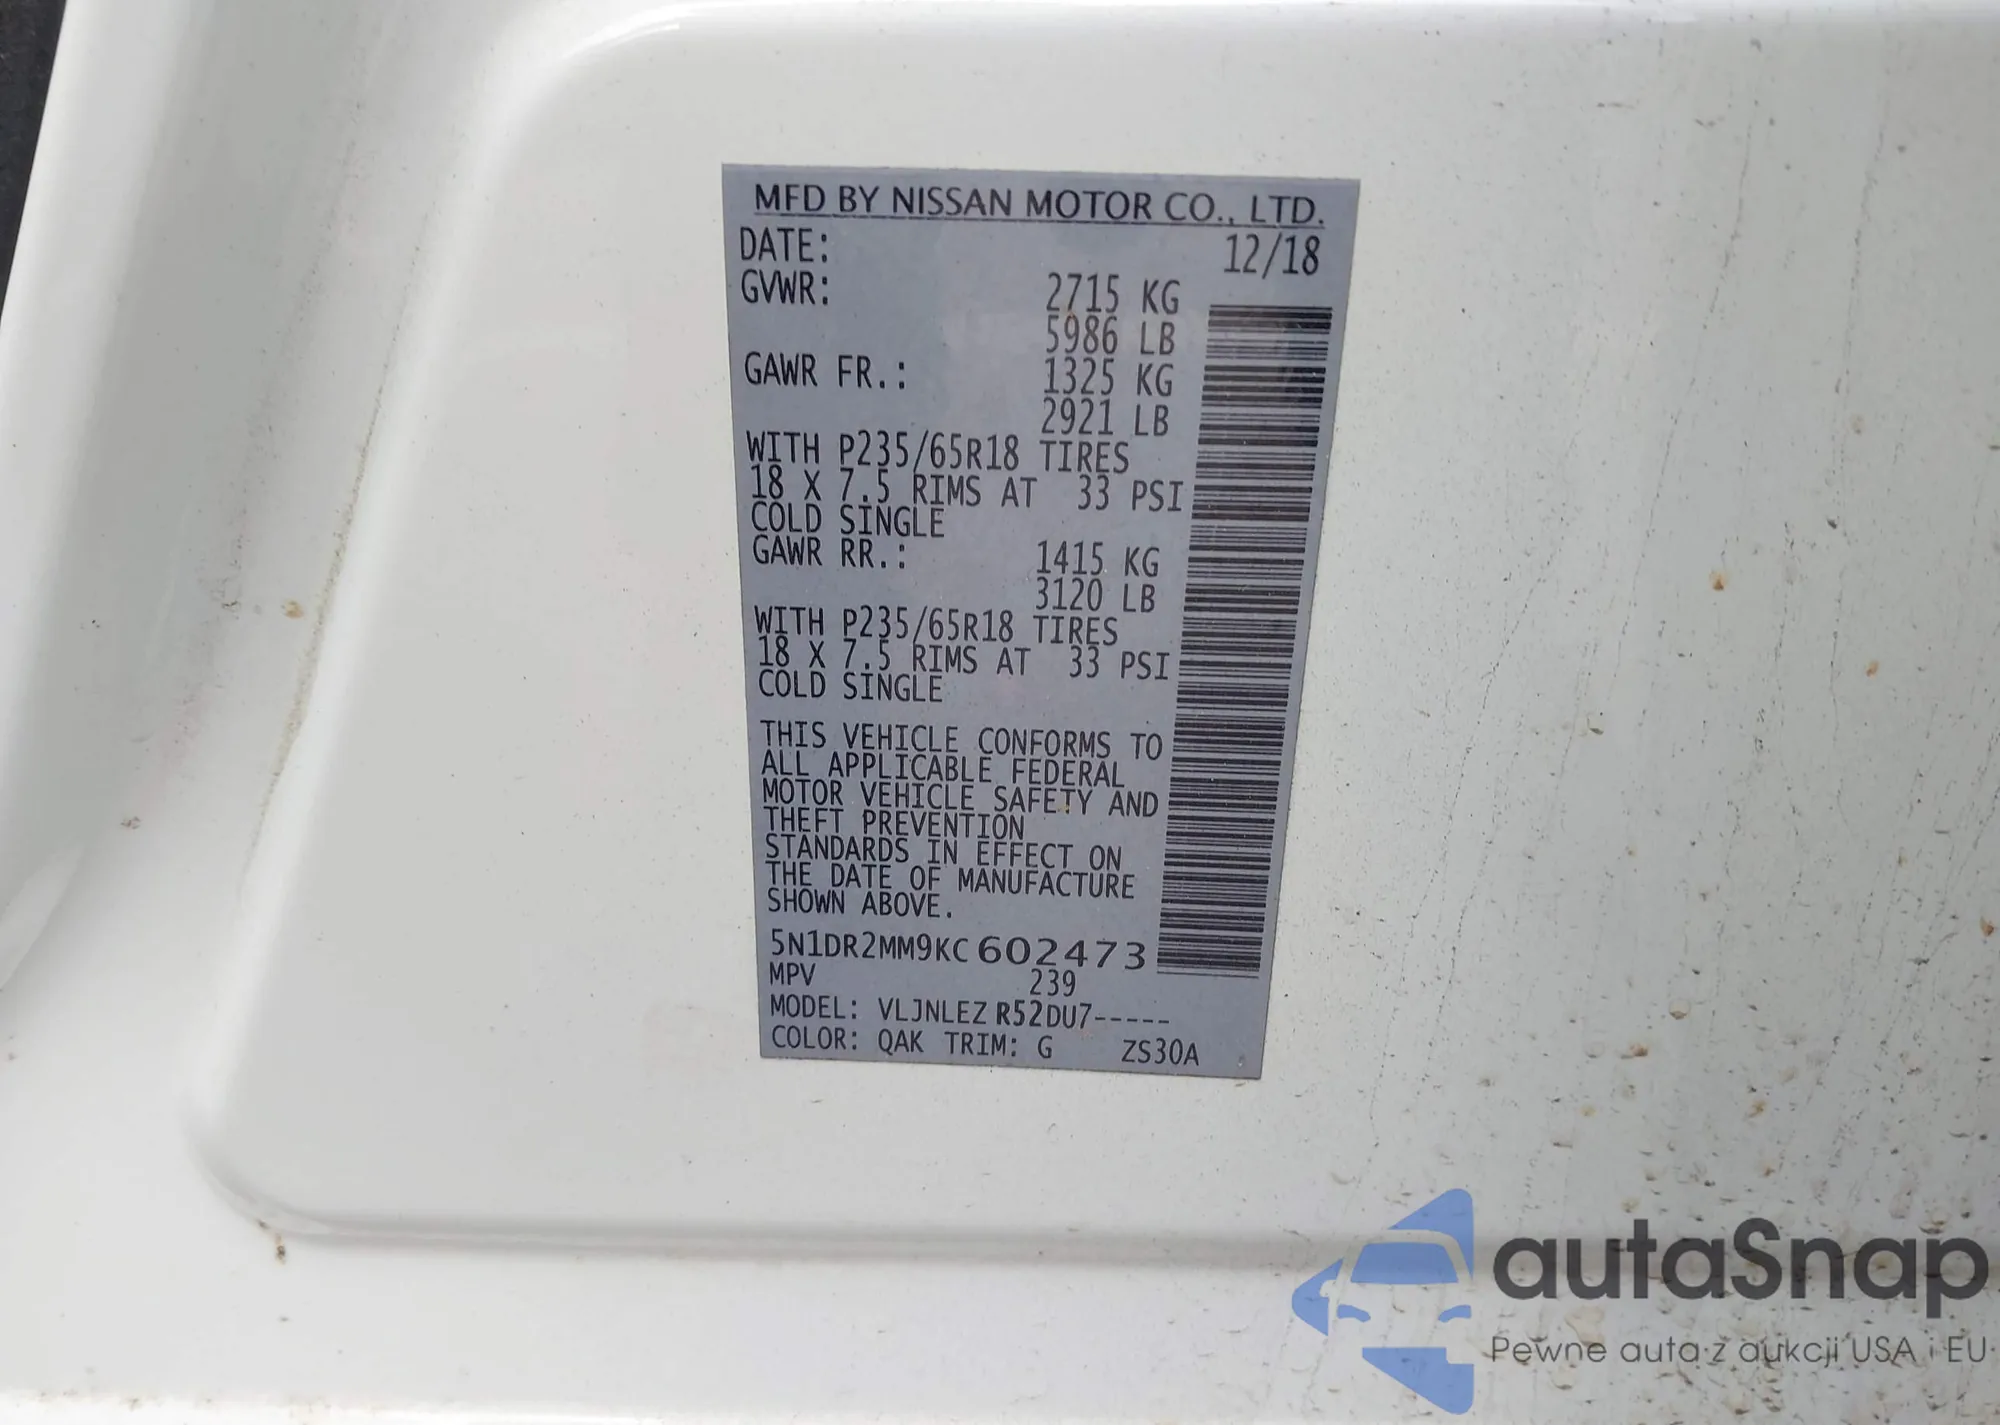 MFD BY NISSAN MOTOR CO., LTD.
DATE: 12/18
GVWR: 2715 KG
5986 LB
GAWR FR.: 1325 KG
2921 LB
WITH P235/65R18 TIRES
18 X 7.5 RIMS AT 33 PSI
COLD SINGLE
GAWR RR.: 1415 KG
3120 LB
WITH P235/65R18 TIRES
18 X 7.5 RIMS AT 33 PSI
COLD SINGLE
THIS VEHICLE CONFORMS TO
ALL APPLICABLE FEDERAL
MOTOR VEHICLE SAFETY AND
THEFT PREVENTION
STANDARDS IN EFFECT ON
THE DATE OF MANUFACTURE
SHOWN ABOVE.
5N1DR2MM9KC602473
MPV 239
MODEL: VLJNLEZ R52DU7-----
COLOR: QAK TRIM: G ZS30A
autaSnap
Pewne auta z aukcji USA i EU